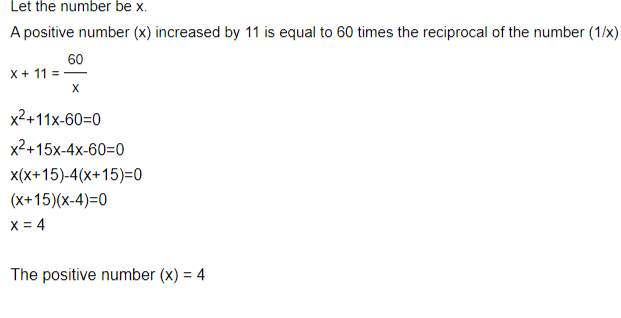 Let the number be x.
A positive number (x) increased by 11 is equal to 60 times the reciprocal of the number (1/x)
x + 11 = 60/x
x²+11x-60=0
x²+15x-4x-60=0
x(x+15)-4(x+15)=0
(x+15)(x-4)=0
x = 4
The positive number (x) = 4